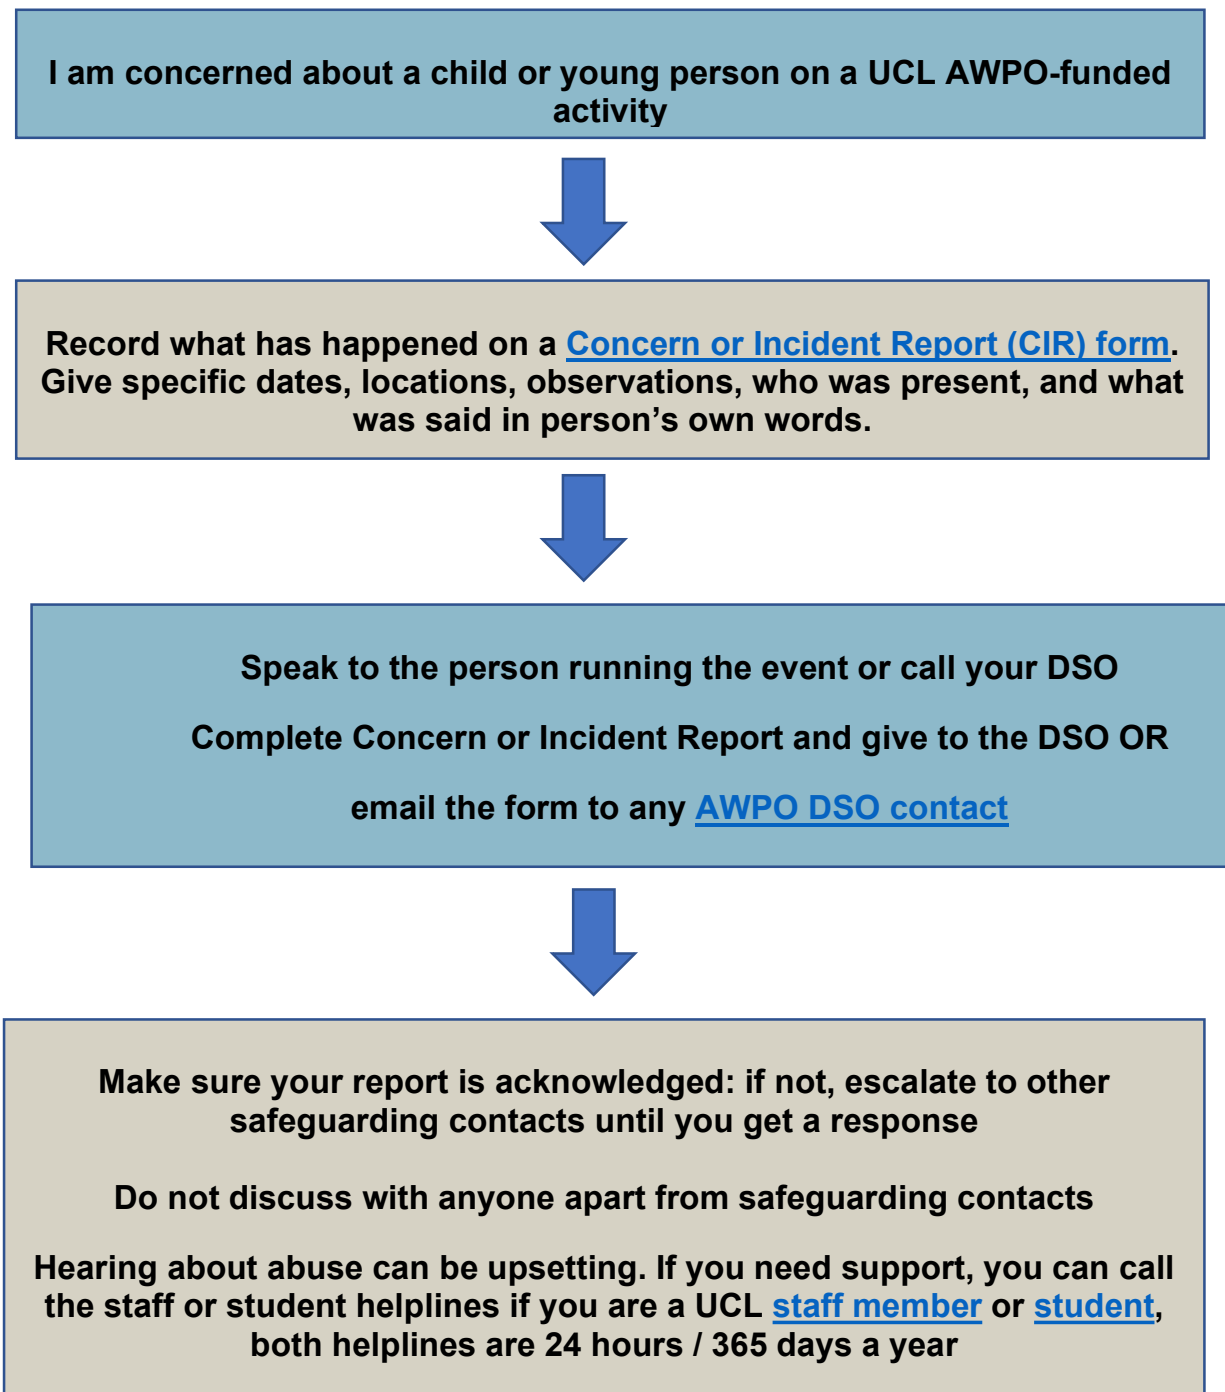 I am concerned about a child or young person on a UCL AWPO-funded
activity
Record what has happened on a Concern or Incident Report (CIR) form.
Give specific dates, locations, observations, who was present, and what
was said in person’s own words.
Speak to the person running the event or call your DSO
Complete Concern or Incident Report and give to the DSO OR
email the form to any AWPO DSO contact
Make sure your report is acknowledged: if not, escalate to other
safeguarding contacts until you get a response
Do not discuss with anyone apart from safeguarding contacts
Hearing about abuse can be upsetting. If you need support, you can call
the staff or student helplines if you are a UCL staff member or student,
both helplines are 24 hours / 365 days a year